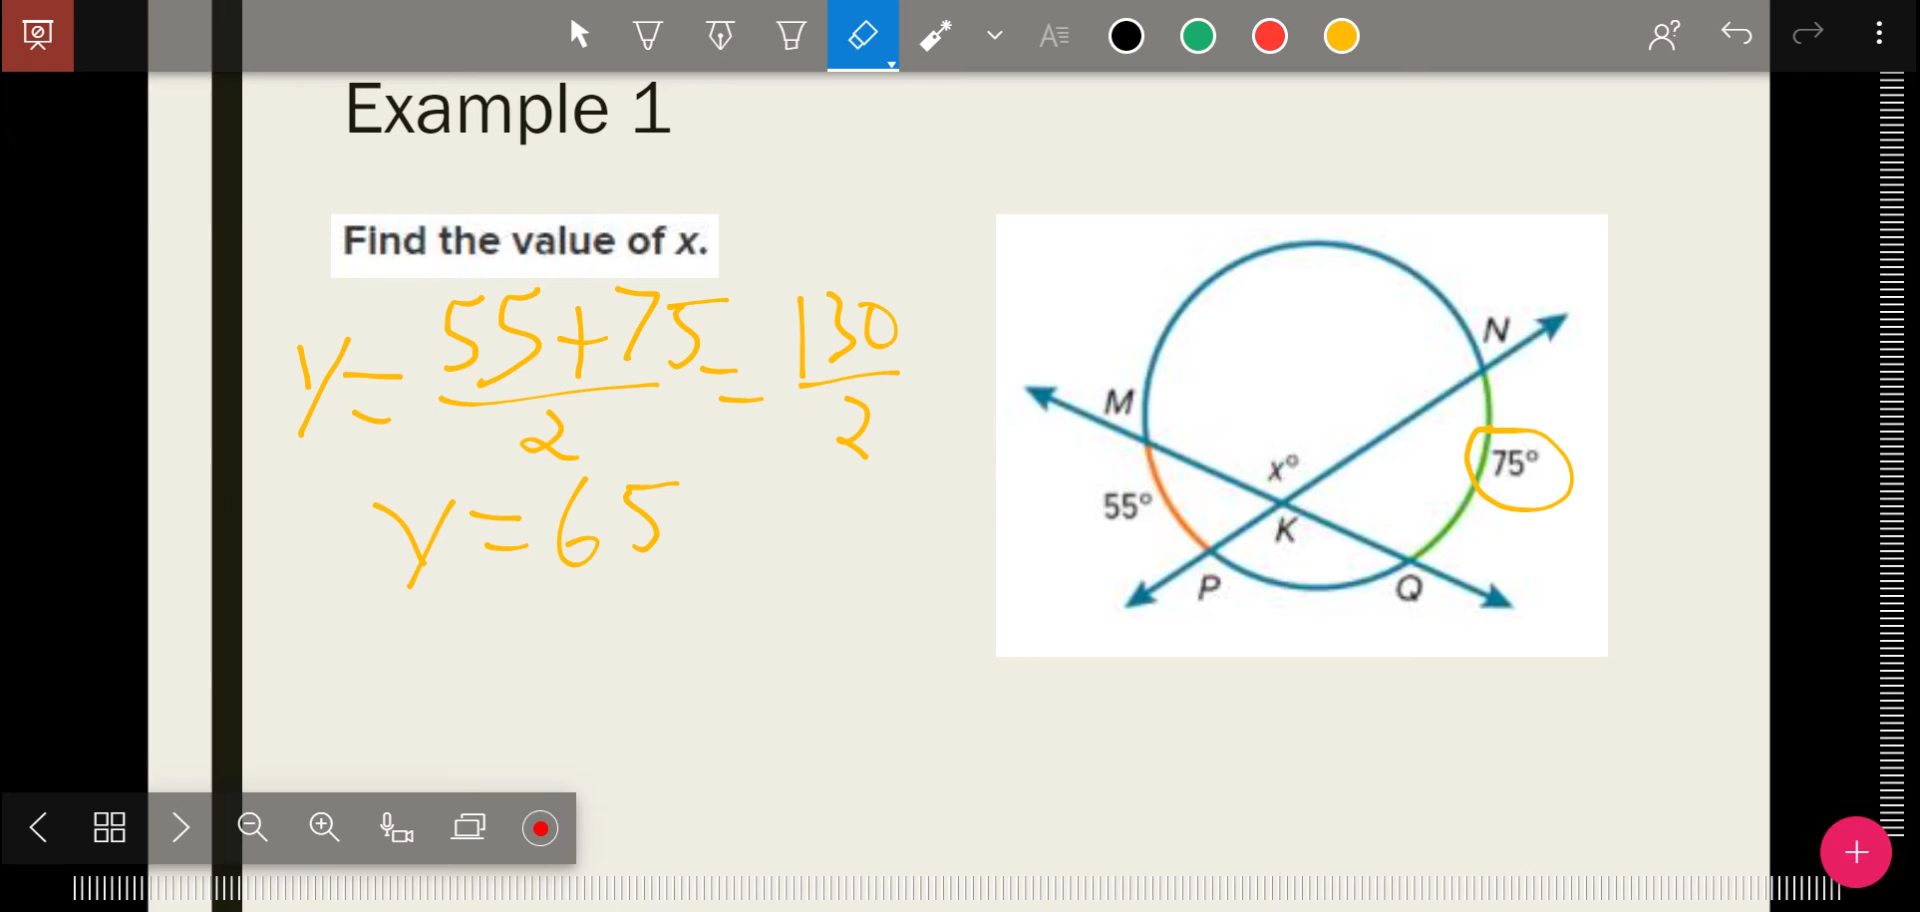 Example 1
Find the value of x.
y = 55+75 = 130
2 2
y = 65
N
M
x°
75°
55°
K
P
Q